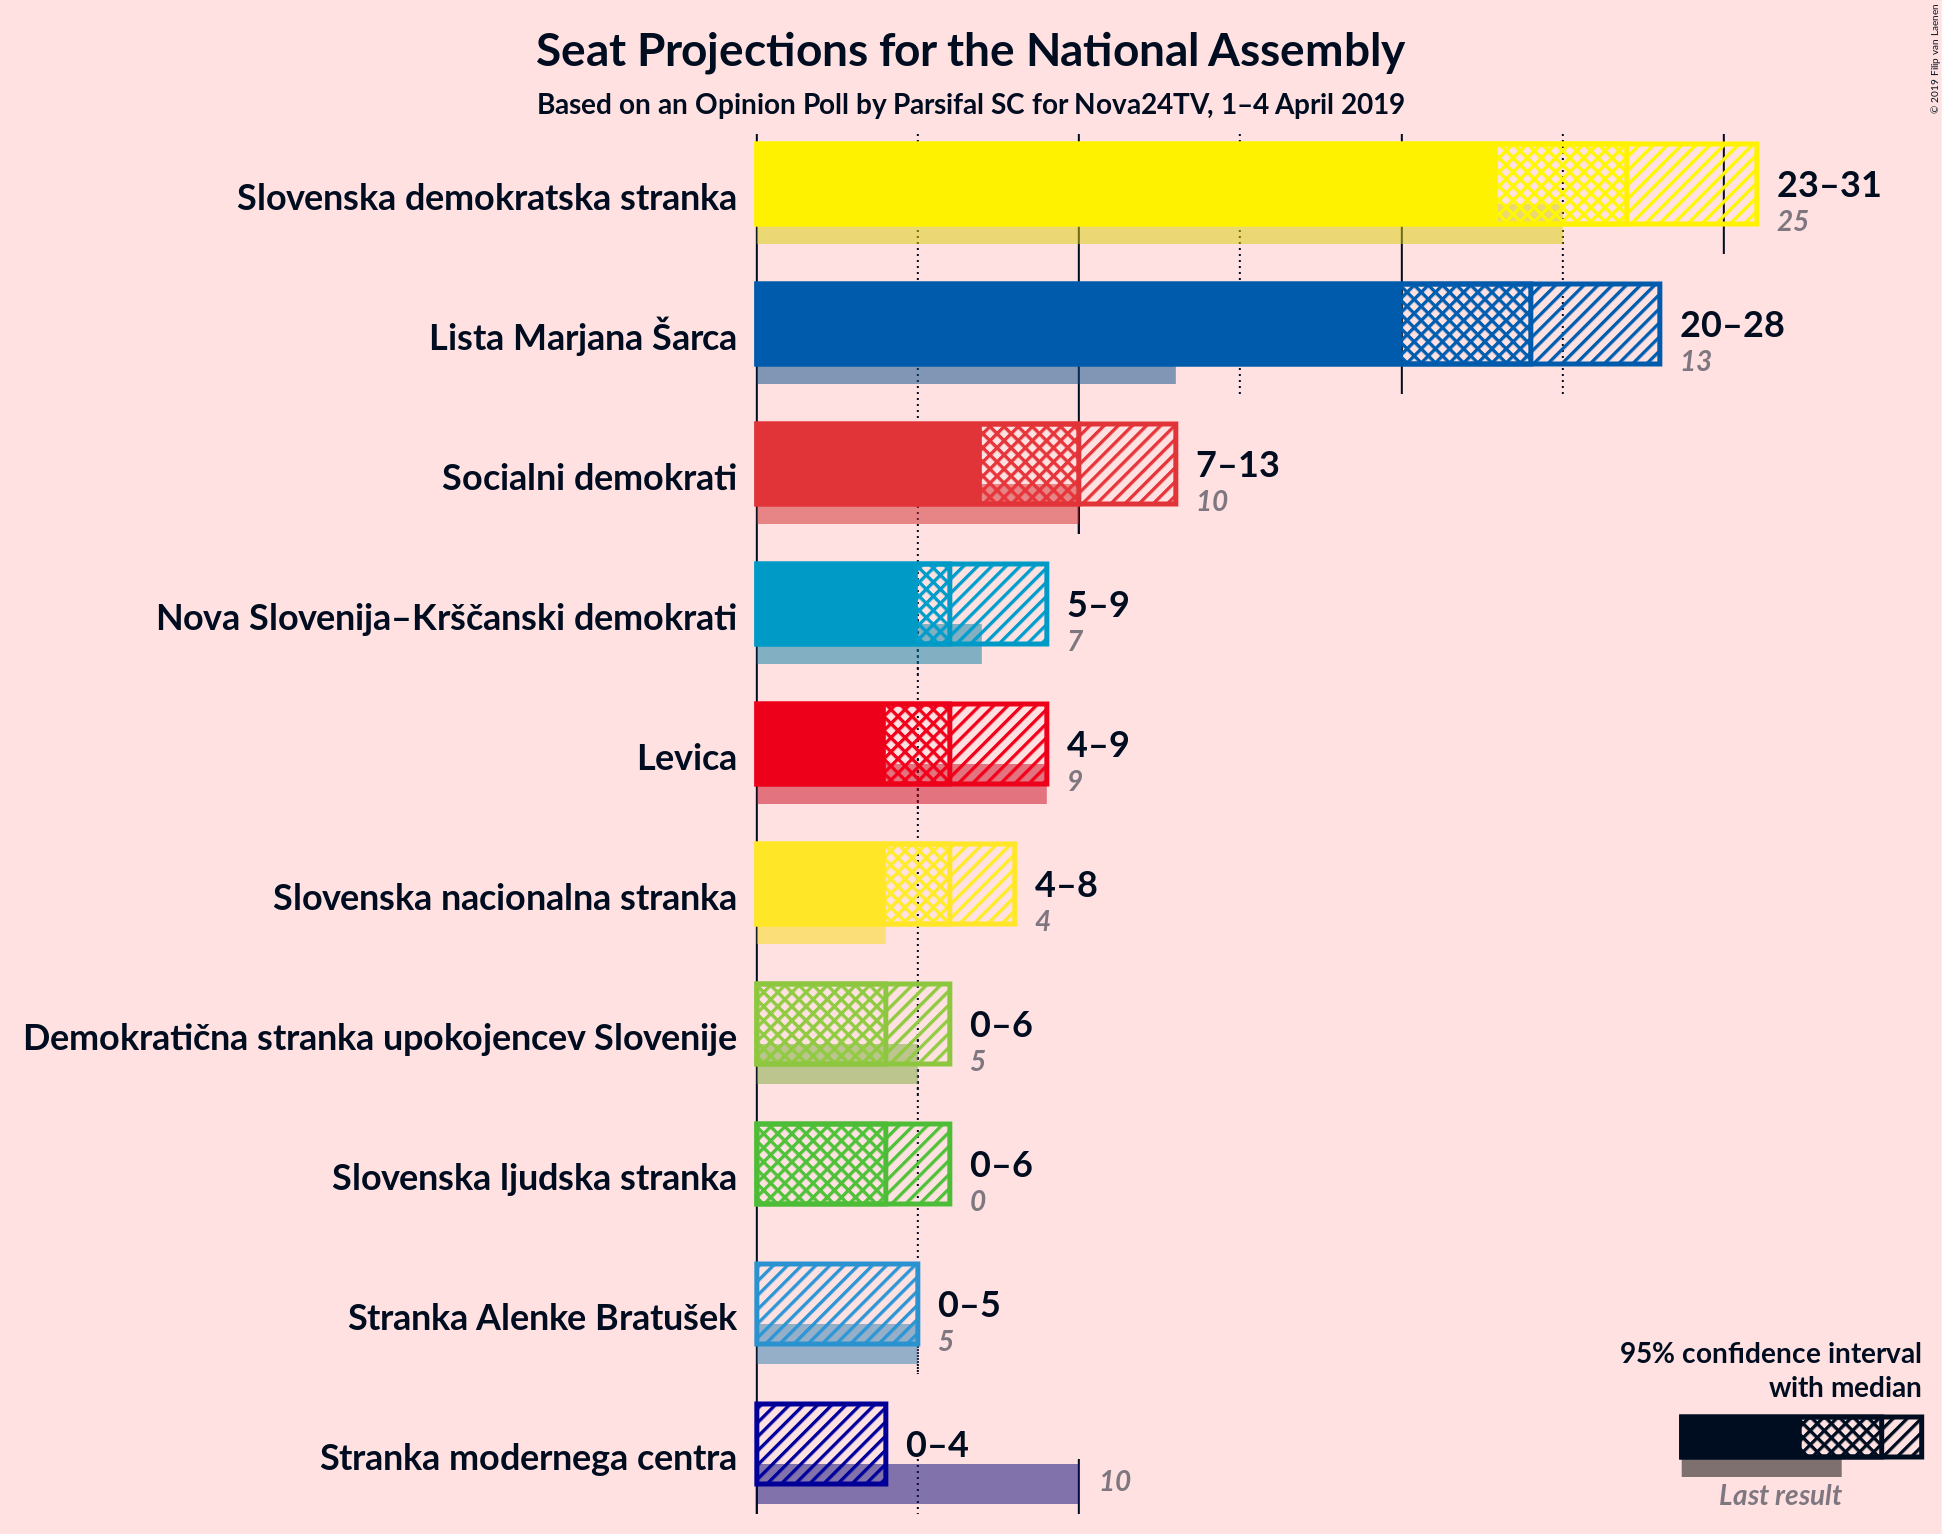 Seat Projections for the National Assembly
Based on an Opinion Poll by Parsifal SC for Nova24TV, 1–4 April 2019
© 2019 Filip van Laenen
Slovenska demokratska stranka
23–31
25
Lista Marjana Šarca
20–28
13
Socialni demokrati
7–13
10
Nova Slovenija–Krščanski demokrati
5–9
7
Levica
4–9
9
Slovenska nacionalna stranka
4–8
4
Demokratična stranka upokojencev Slovenije
0–6
5
Slovenska ljudska stranka
0–6
0
Stranka Alenke Bratušek
0–5
5
Stranka modernega centra
0–4
10
95% confidence interval
with median
Last result